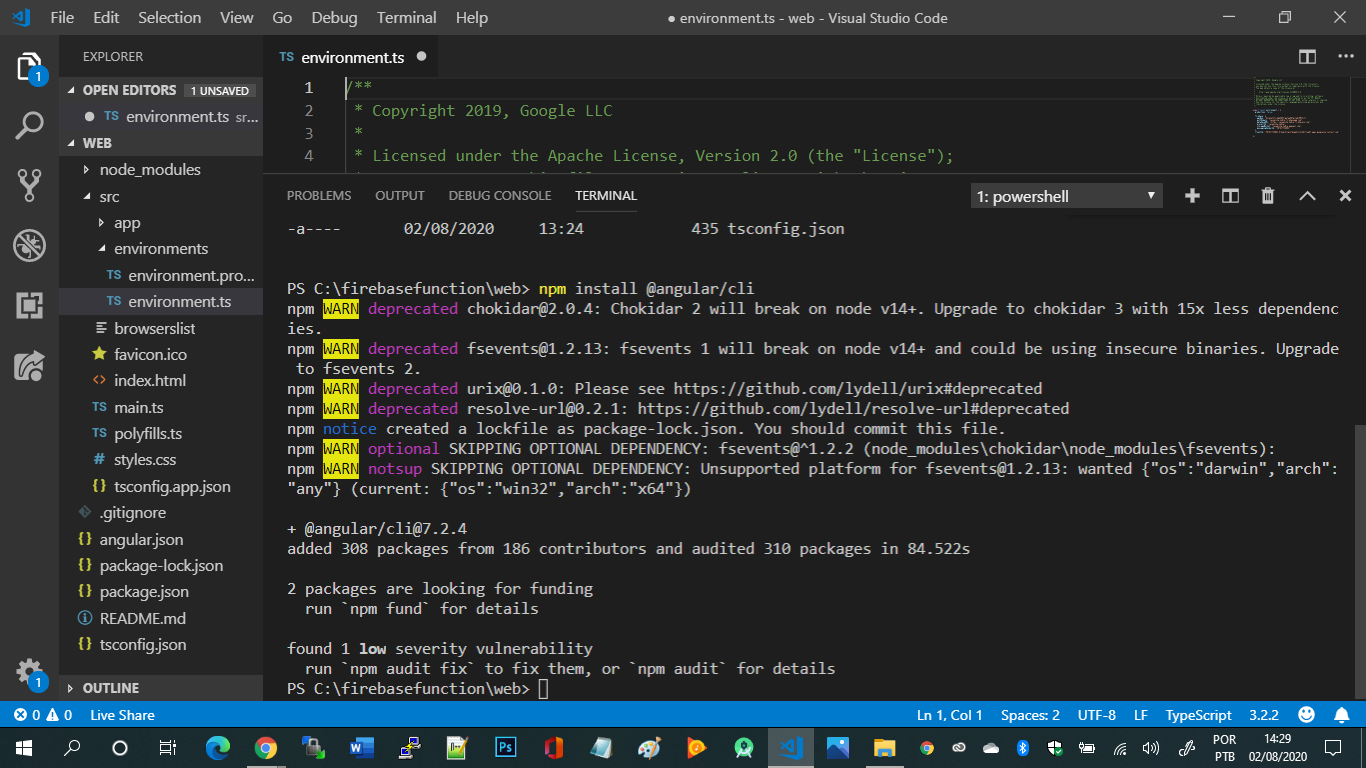 File Edit Selection View Go Debug Terminal Help
● environment.ts - web - Visual Studio Code
EXPLORER
OPEN EDITORS 1 UNSAVED
TS environment.ts sr...
WEB
node_modules
src
app
environments
TS environment.pro...
TS environment.ts
browserslist
favicon.ico
<> index.html
TS main.ts
TS polyfills.ts
# styles.css
{} tsconfig.app.json
.gitignore
{} angular.json
{} package-lock.json
{} package.json
README.md
{} tsconfig.json
OUTLINE
1
1
TS environment.ts ●
1 /**
2 * Copyright 2019, Google LLC
3 *
4 * Licensed under the Apache License, Version 2.0 (the "License");
PROBLEMS OUTPUT DEBUG CONSOLE TERMINAL 1: powershell
-a---- 02/08/2020 13:24 435 tsconfig.json
PS C:\firebasefunction\web> npm install @angular/cli
npm WARN deprecated chokidar@2.0.4: Chokidar 2 will break on node v14+. Upgrade to chokidar 3 with 15x less dependenc
ies.
npm WARN deprecated fsevents@1.2.13: fsevents 1 will break on node v14+ and could be using insecure binaries. Upgrade
to fsevents 2.
npm WARN deprecated urix@0.1.0: Please see https://github.com/lydell/urix#deprecated
npm WARN deprecated resolve-url@0.2.1: https://github.com/lydell/resolve-url#deprecated
npm notice created a lockfile as package-lock.json. You should commit this file.
npm WARN optional SKIPPING OPTIONAL DEPENDENCY: fsevents@^1.2.2 (node_modules\chokidar\node_modules\fsevents):
npm WARN notsup SKIPPING OPTIONAL DEPENDENCY: Unsupported platform for fsevents@1.2.13: wanted {"os":"darwin","arch":
"any"} (current: {"os":"win32","arch":"x64"})
+ @angular/cli@7.2.4
added 308 packages from 186 contributors and audited 310 packages in 84.522s
2 packages are looking for funding
run `npm fund` for details
found 1 low severity vulnerability
run `npm audit fix` to fix them, or `npm audit` for details
PS C:\firebasefunction\web>
0 0 Live Share Ln 1, Col 1 Spaces: 2 UTF-8 LF TypeScript 3.2.2
POR 14:29
PTB 02/08/2020